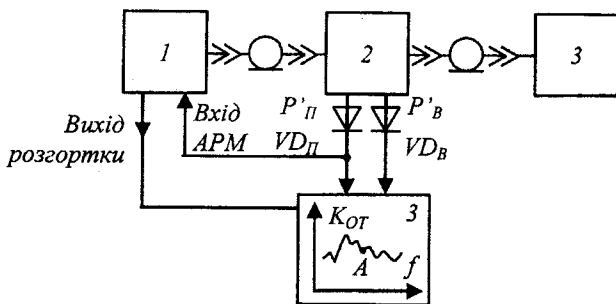 1
2
3
P'П
P'В
Вхід
АРМ
VDП
VDВ
Вихід
розгортки
3
KОТ
A
f